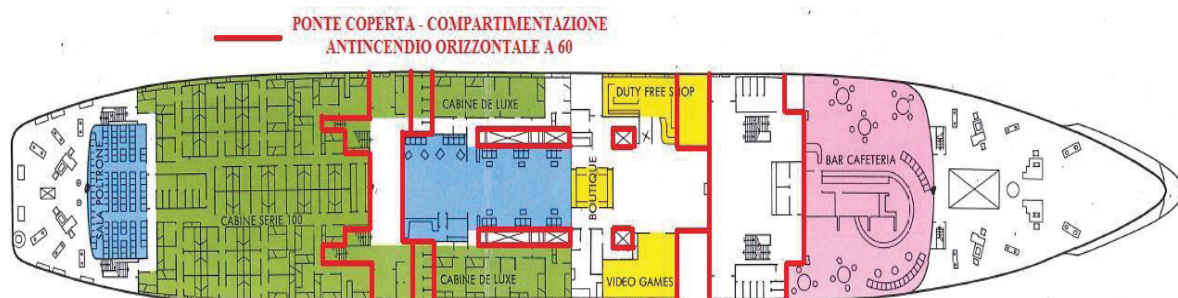 PONTE COPERTA - COMPARTIMENTAZIONE
ANTINCENDIO ORIZZONTALE A 60
CABINE DE LUXE
DUTY FREE SHOP
SALA POLTRONE
BAR CAFETERIA
BOUTIQUE
CABINE SERIE 100
CABINE DE LUXE
VIDEO GAMES